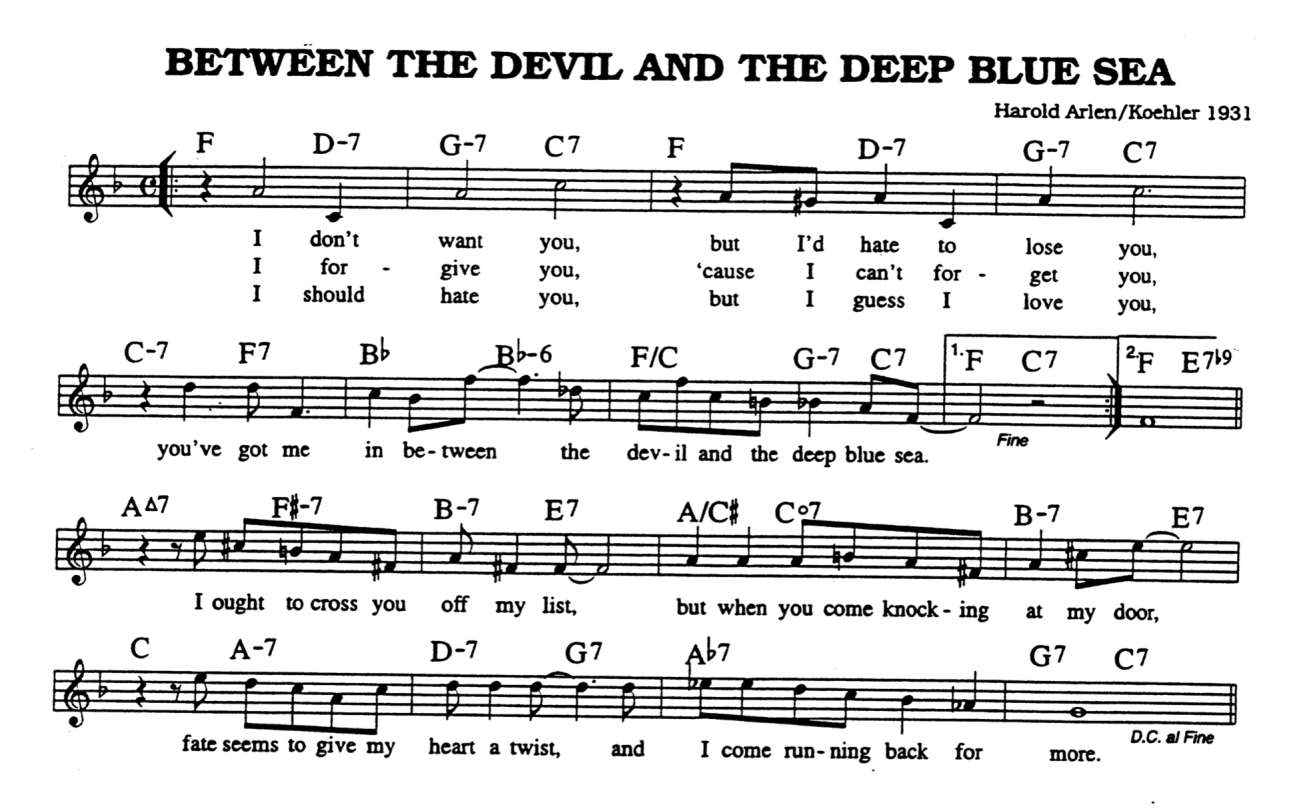 BETWEEN THE DEVIL AND THE DEEP BLUE SEA
Harold Arlen/Koehler 1931
F D-7 G-7 C7 F D-7 G-7 C7
I don't want you, but I'd hate to lose you,
I for - give you, 'cause I can't for - get you,
I should hate you, but I guess I love you,
C-7 F7 B♭ B♭-6 F/C G-7 C7 1. F C7 2. F E7♭9
you've got me in be-tween the dev-il and the deep blue sea.
Fine
A△7 F♯-7 B-7 E7 A/C♯ C°7 B-7 E7
I ought to cross you off my list, but when you come knock-ing at my door,
C A-7 D-7 G7 A♭7 G7 C7
fate seems to give my heart a twist, and I come run-ning back for more.
D.C. al Fine